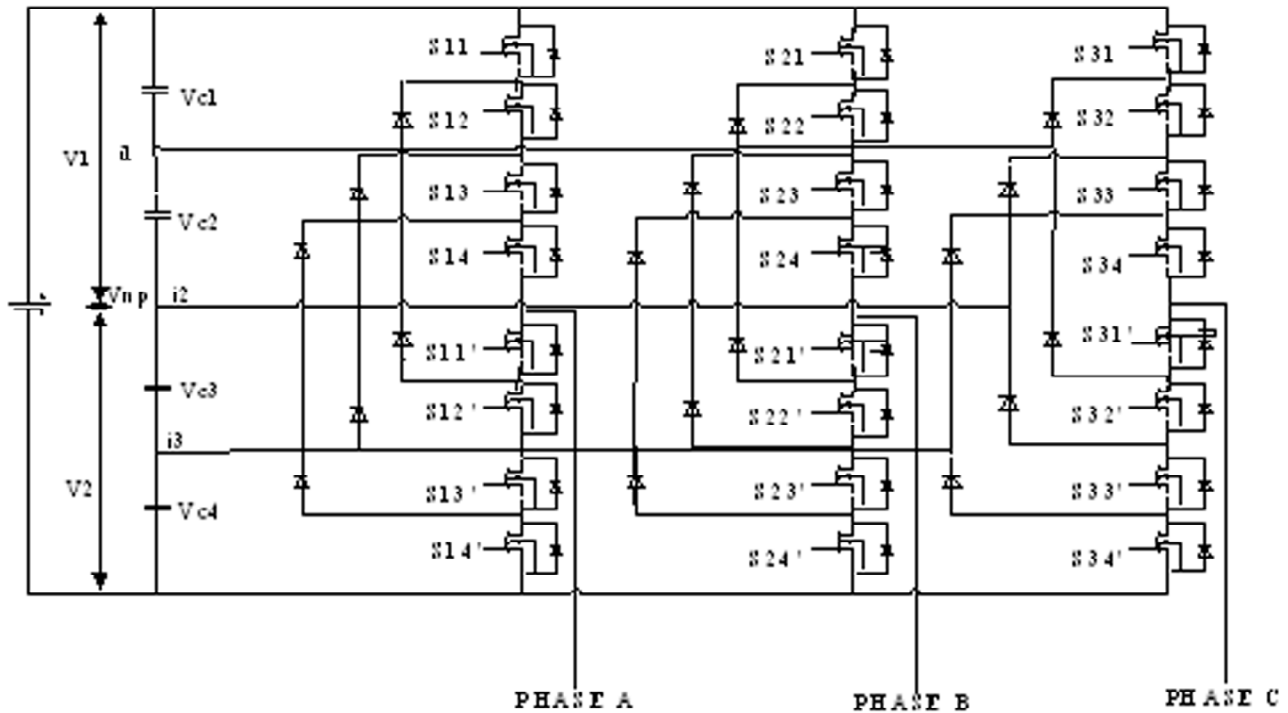 S11
S21
S31
Vc1
S12
S22
S32
V1
i1
S13
S23
S33
Vc2
S14
S24
S34
Vnp
i2
S11'
S21'
S31'
Vc3
S12'
S22'
S32'
i3
V2
S13'
S23'
S33'
Vc4
S14'
S24'
S34'
PHASE A
PHASE B
PHASE C